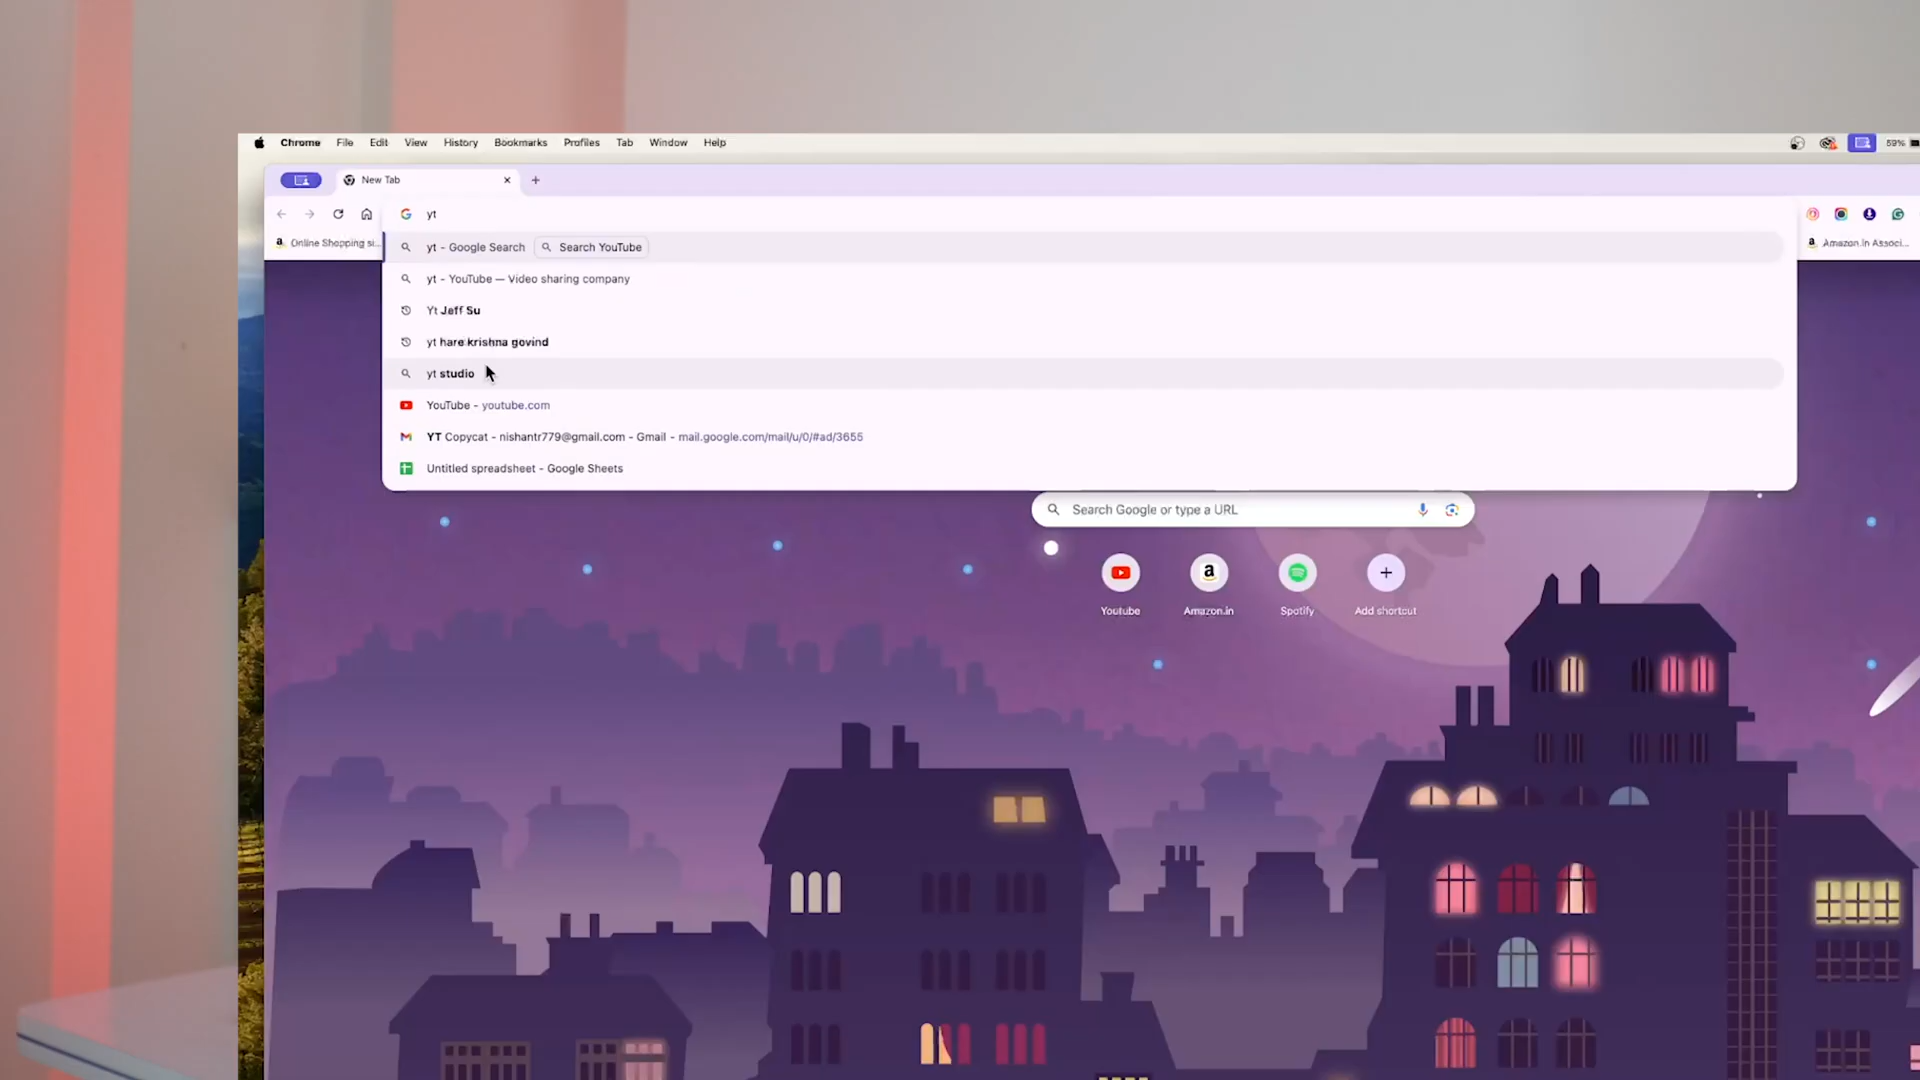 Chrome File Edit View History Bookmarks Profiles Tab Window Help 59%
New Tab
yt
Online Shopping si...
Amazon.in Associ...
yt - Google Search Search YouTube
yt - YouTube — Video sharing company
Yt Jeff Su
yt hare krishna govind
yt studio
YouTube - youtube.com
YT Copycat - nishantr779@gmail.com - Gmail - mail.google.com/mail/u/0/#ad/3655
Untitled spreadsheet - Google Sheets
Search Google or type a URL
Youtube Amazon.in Spotify Add shortcut